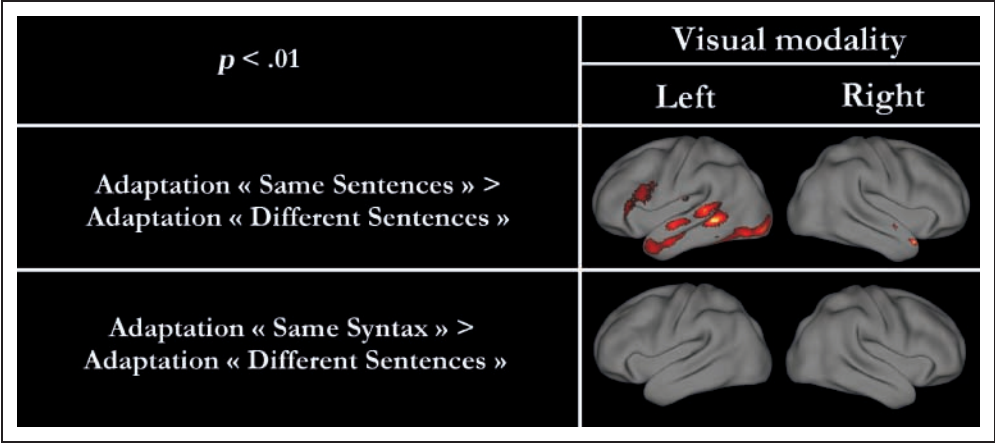 p < .01
Visual modality
Left
Right
Adaptation « Same Sentences » >
Adaptation « Different Sentences »
Adaptation « Same Syntax » >
Adaptation « Different Sentences »